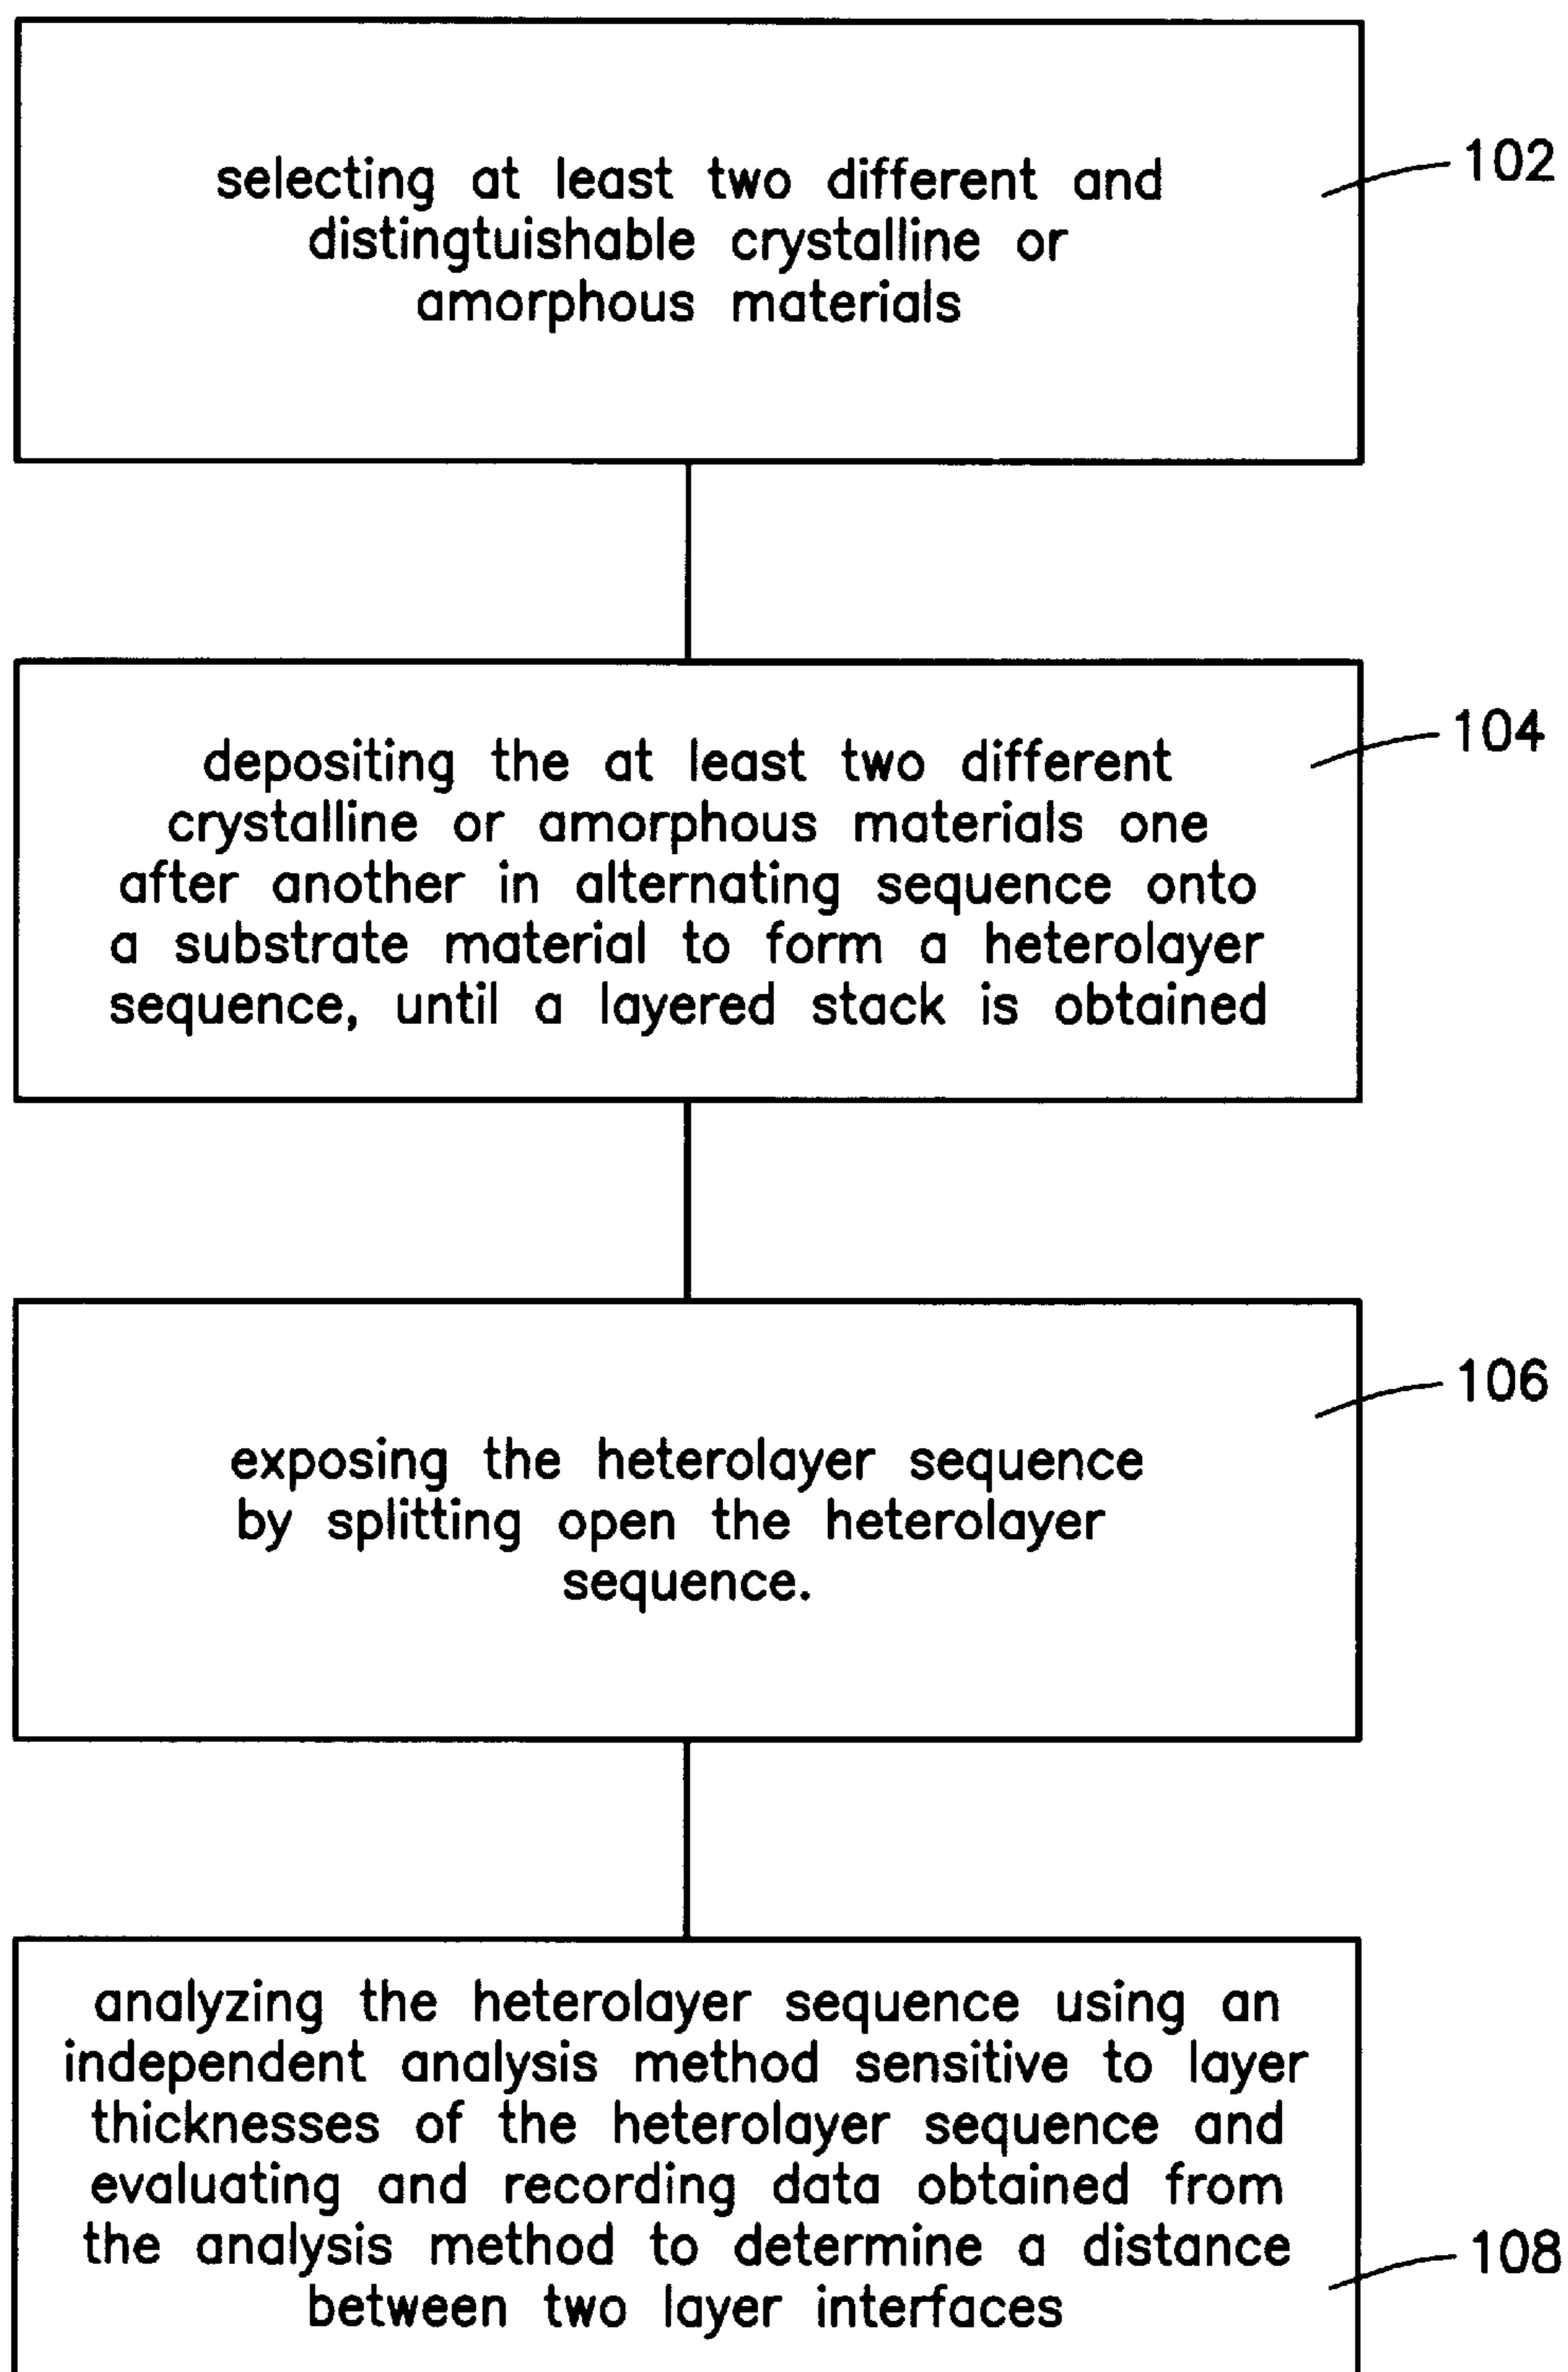 selecting at least two different and
distingtuishable crystalline or
amorphous materials
102
depositing the at least two different
crystalline or amorphous materials one
after another in alternating sequence onto
a substrate material to form a heterolayer
sequence, until a layered stack is obtained
104
exposing the heterolayer sequence
by splitting open the heterolayer
sequence.
106
analyzing the heterolayer sequence using an
independent analysis method sensitive to layer
thicknesses of the heterolayer sequence and
evaluating and recording data obtained from
the analysis method to determine a distance
between two layer interfaces
108